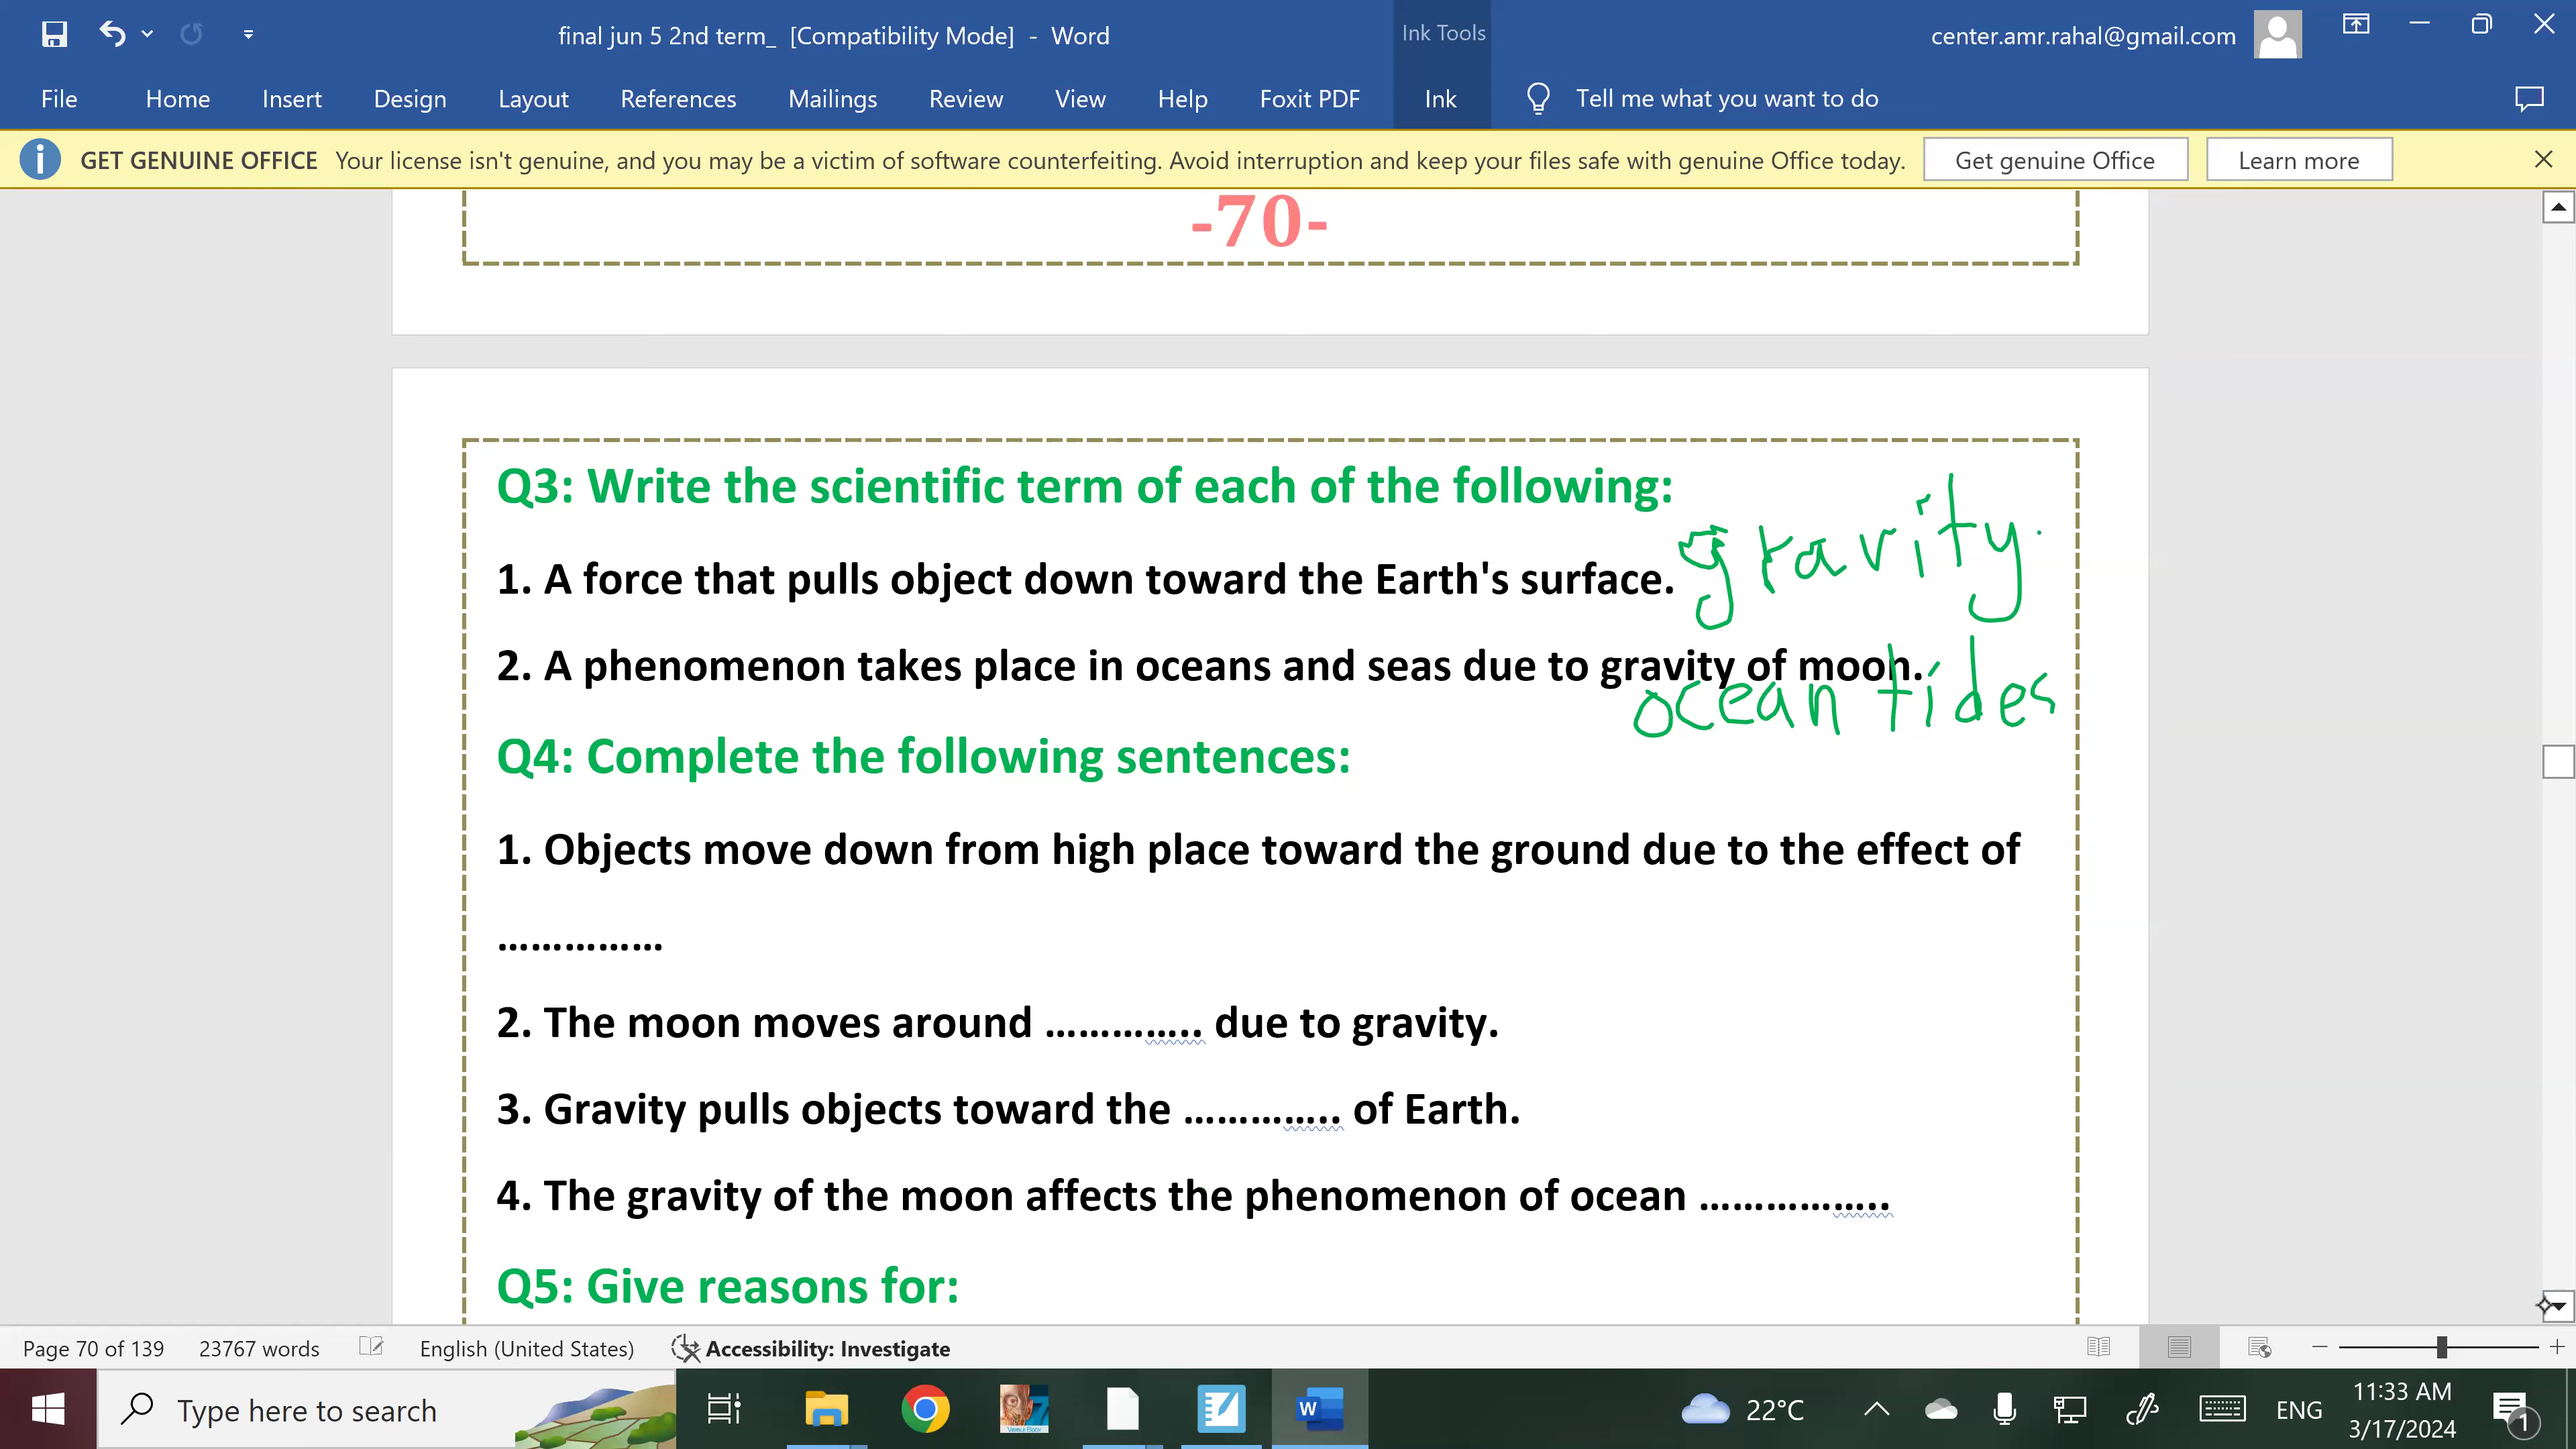 final jun 5 2nd term_ [Compatibility Mode] - Word
Ink Tools
center.amr.rahal@gmail.com
File Home Insert Design Layout References Mailings Review View Help Foxit PDF Ink Tell me what you want to do
GET GENUINE OFFICE Your license isn't genuine, and you may be a victim of software counterfeiting. Avoid interruption and keep your files safe with genuine Office today. Get genuine Office Learn more
-70-
Q3: Write the scientific term of each of the following:
gravity.
1. A force that pulls object down toward the Earth's surface.
2. A phenomenon takes place in oceans and seas due to gravity of moon.
ocean tides
Q4: Complete the following sentences:
1. Objects move down from high place toward the ground due to the effect of
……………
2. The moon moves around ………….. due to gravity.
3. Gravity pulls objects toward the ………….. of Earth.
4. The gravity of the moon affects the phenomenon of ocean ……………..
Q5: Give reasons for:
Page 70 of 139 23767 words English (United States) Accessibility: Investigate
Type here to search
W
22°C
ENG
11:33 AM
3/17/2024
1